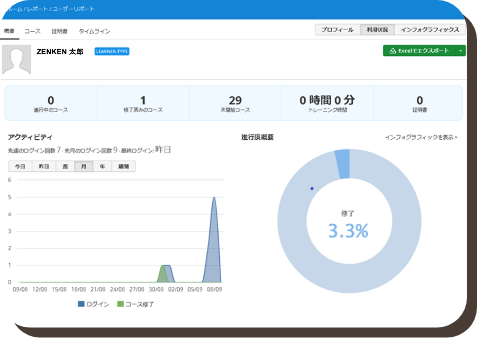 ホーム / レポート / ユーザーリポート
概要 コース 証明書 タイムライン
プロフィール 利用状況 インフォグラフィックス
ZENKEN 太郎 LEARNER-TYPE
Excelでエクスポート
0 1 29 0 時間 0 分 0
進行中のコース 修了済みのコース 未開始コース トレーニング時間 証明書
アクティビティ
先週のログイン回数 7 · 先月のログイン回数 9 · 最終ログイン: 昨日
今日 昨日 週 月 年 期間
6
5
4
3
2
1
0
09/08 12/08 15/08 18/08 21/08 24/08 27/08 30/08 02/09 05/09 08/09
ログイン コース修了
進行度概要
インフォグラフィックを表示 ›
修了
3.3%